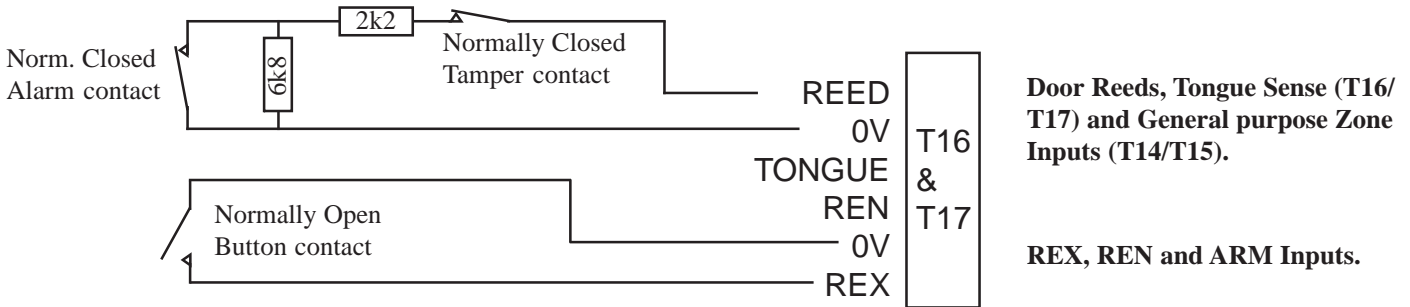 2k2
Norm. Closed
Alarm contact
6k8
Normally Closed
Tamper contact
REED
0V
TONGUE
REN
0V
REX
T16
&
T17
Normally Open
Button contact
Door Reeds, Tongue Sense (T16/
T17) and General purpose Zone
Inputs (T14/T15).
REX, REN and ARM Inputs.